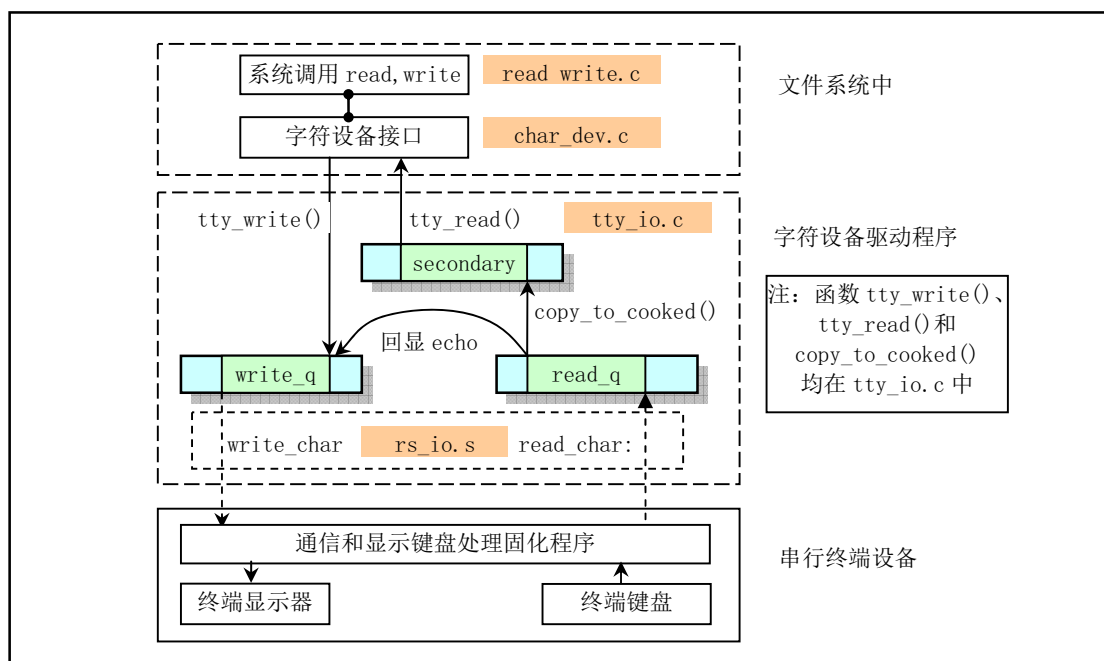 系统调用 read,write
read_write.c
文件系统中
字符设备接口
char_dev.c
tty_write()
tty_read()
tty_io.c
字符设备驱动程序
secondary
copy_to_cooked()
注：函数 tty_write()、
tty_read()和
copy_to_cooked()
均在 tty_io.c 中
回显 echo
write_q
read_q
write_char
rs_io.s
read_char:
通信和显示键盘处理固化程序
串行终端设备
终端显示器
终端键盘